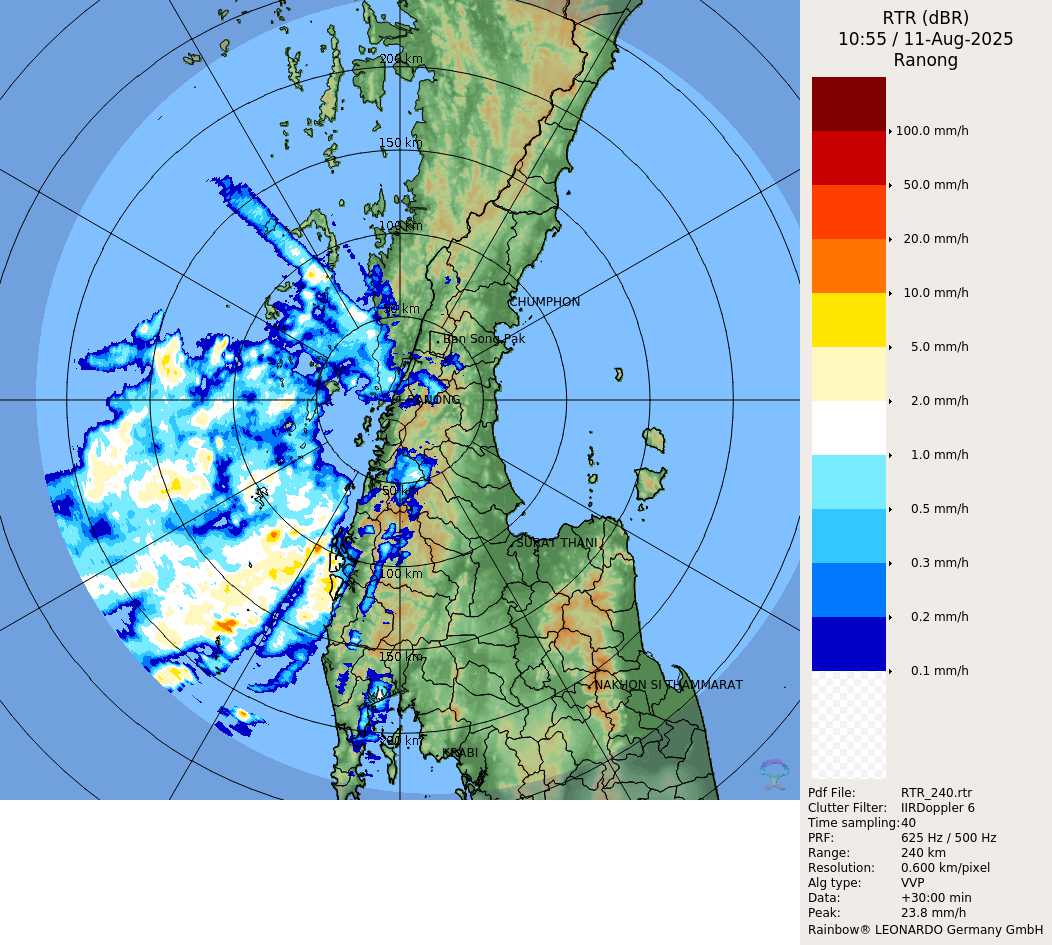 RTR (dBR)
10:55 / 11-Aug-2025
Ranong
200 km
150 km
100 km
50 km
CHUMPHON
Ban Song Pak
RANONG
50 km
SURAT THANI
100 km
150 km
NAKHON SI THAMMARAT
200 km
KRABI
100.0 mm/h
50.0 mm/h
20.0 mm/h
10.0 mm/h
5.0 mm/h
2.0 mm/h
1.0 mm/h
0.5 mm/h
0.3 mm/h
0.2 mm/h
0.1 mm/h
Pdf File: RTR_240.rtr
Clutter Filter: IIRDoppler 6
Time sampling:40
PRF: 625 Hz / 500 Hz
Range: 240 km
Resolution: 0.600 km/pixel
Alg type: VVP
Data: +30:00 min
Peak: 23.8 mm/h
Rainbow® LEONARDO Germany GmbH